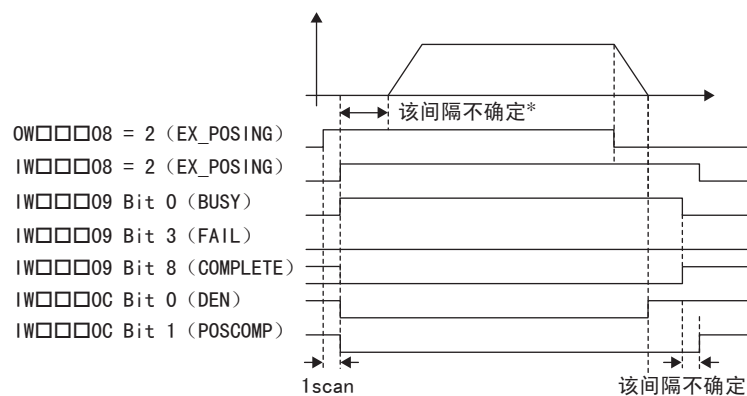 该间隔不确定*
OW□□□08 = 2（EX_POSING）
IW□□□08 = 2（EX_POSING）
IW□□□09 Bit 0（BUSY）
IW□□□09 Bit 3（FAIL）
IW□□□09 Bit 8（COMPLETE）
IW□□□0C Bit 0（DEN）
IW□□□0C Bit 1（POSCOMP）
1scan
该间隔不确定